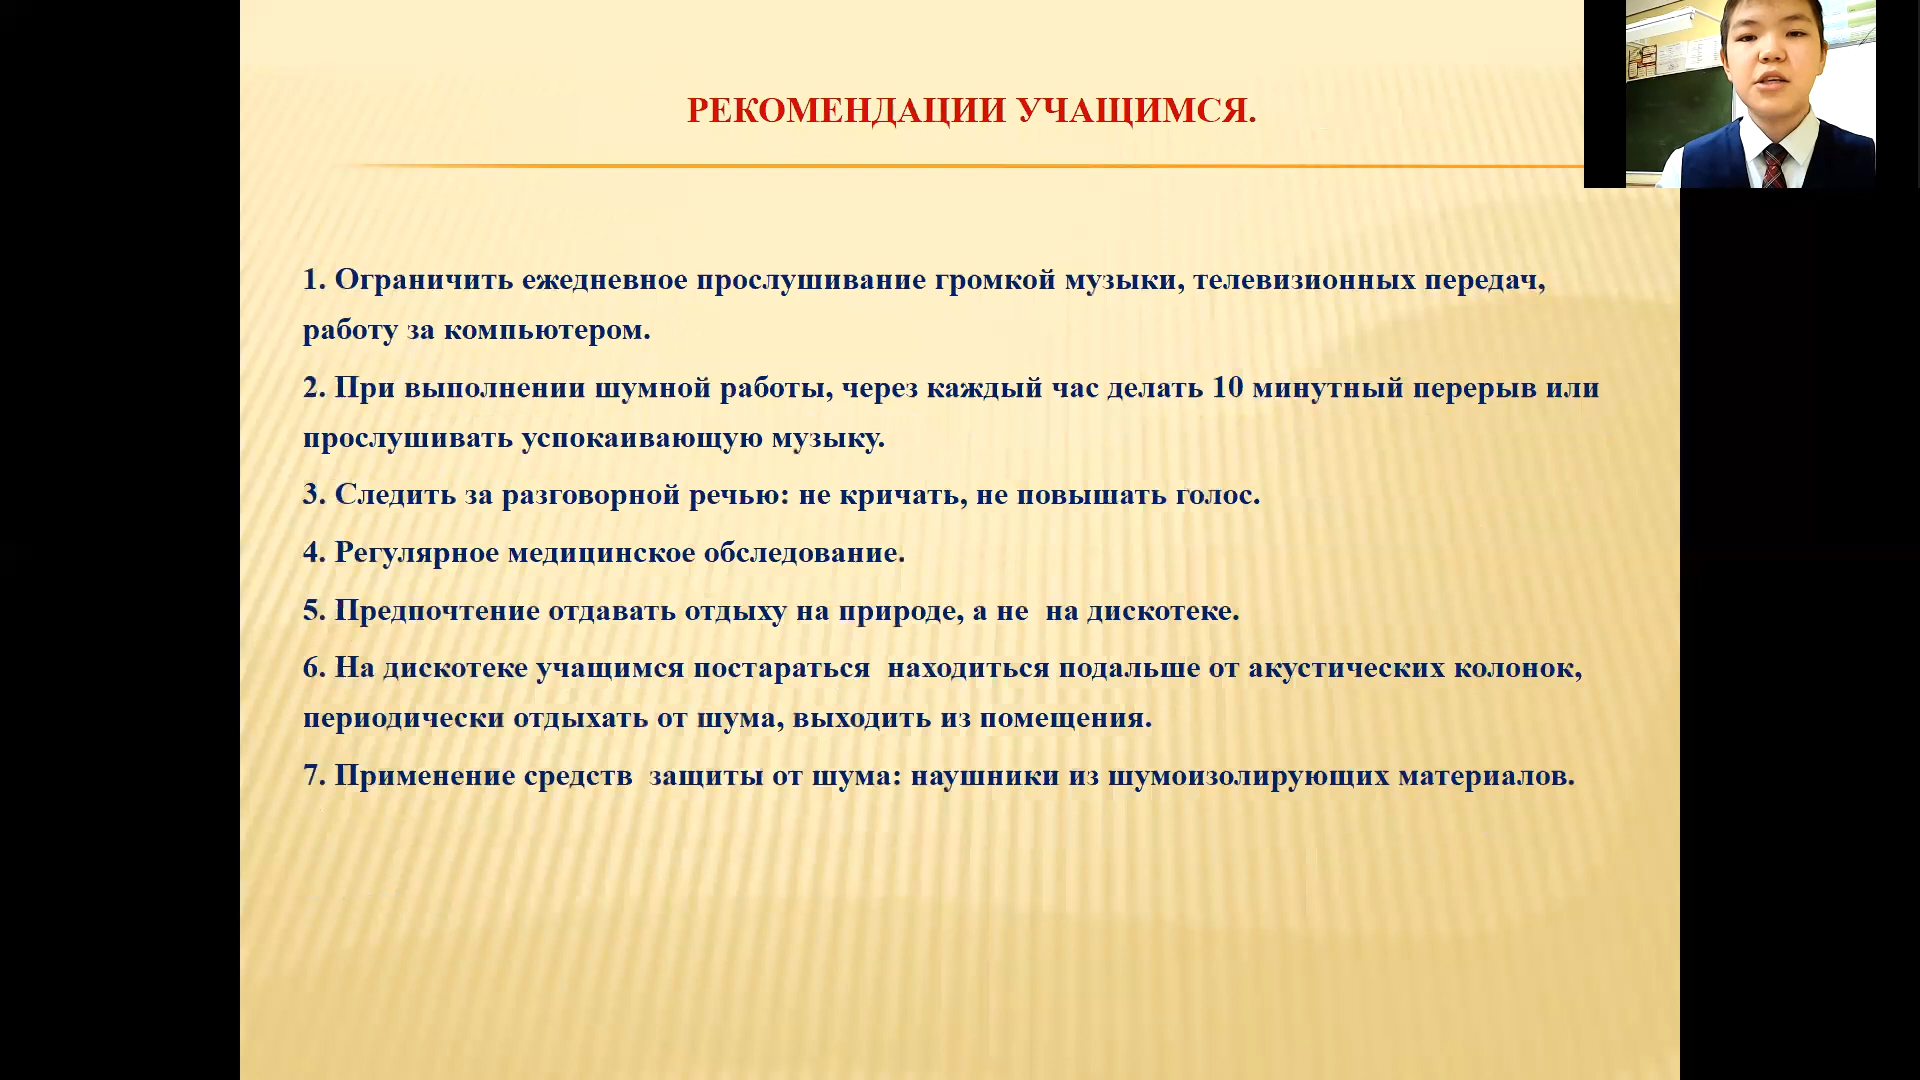 РЕКОМЕНДАЦИИ УЧАЩИМСЯ.
1. Ограничить ежедневное прослушивание громкой музыки, телевизионных передач,
работу за компьютером.
2. При выполнении шумной работы, через каждый час делать 10 минутный перерыв или
прослушивать успокаивающую музыку.
3. Следить за разговорной речью: не кричать, не повышать голос.
4. Регулярное медицинское обследование.
5. Предпочтение отдавать отдыху на природе, а не  на дискотеке.
6. На дискотеке учащимся постараться  находиться подальше от акустических колонок,
периодически отдыхать от шума, выходить из помещения.
7. Применение средств  защиты от шума: наушники из шумоизолирующих материалов.